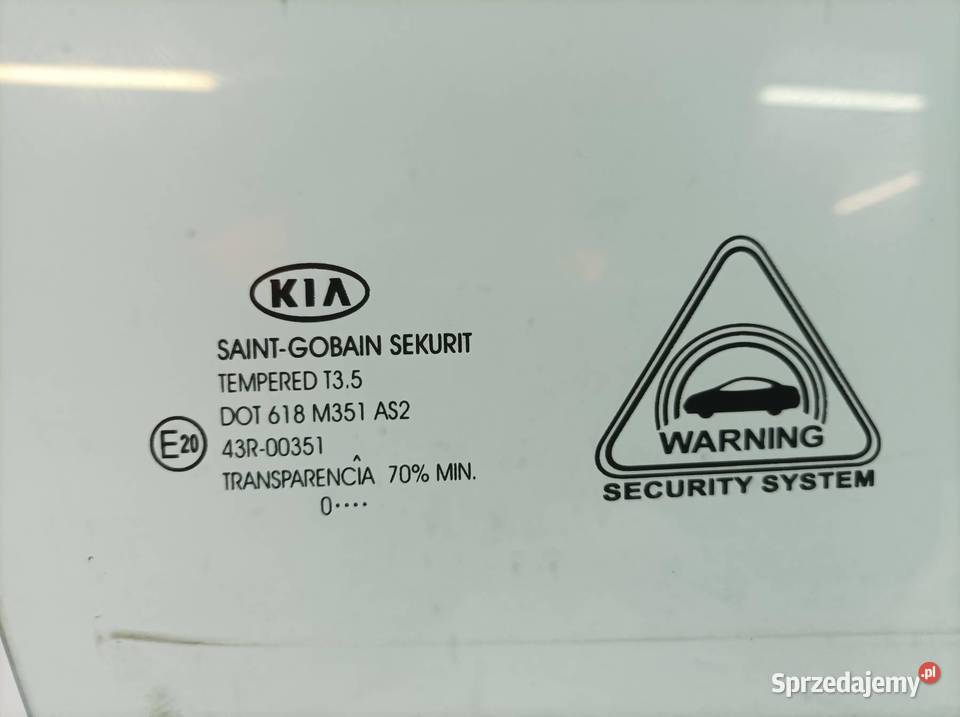 KIA
SAINT-GOBAIN SEKURIT
TEMPERED T3.5
DOT 618 M351 AS2
E20
43R-00351
TRANSPARENCÎA 70% MIN.
0····
WARNING
SECURITY SYSTEM
Sprzedajemy.pl